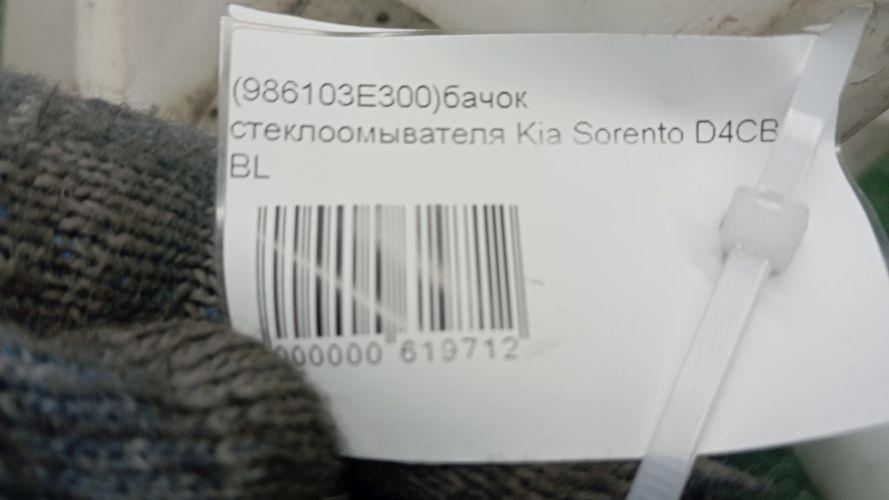 (986103E300)бачок
стеклоомывателя Kia Sorento D4CB
BL
000000 619712